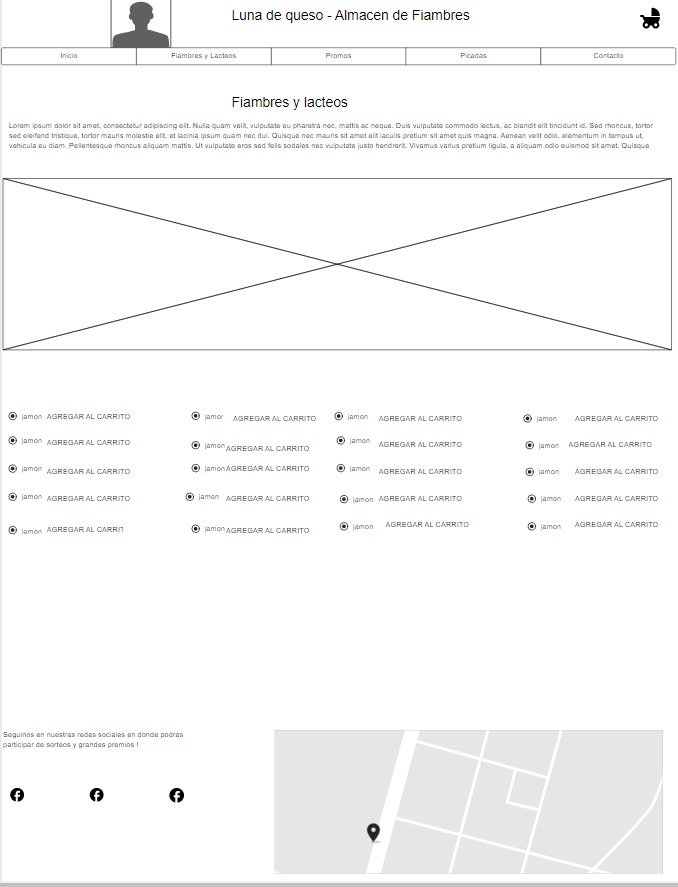 Luna de queso - Almacen de Fiambres
Inicio Fiambres y Lacteos Promos Picadas Contacto
Fiambres y lacteos
Lorem ipsum dolor sit amet, consectetur adipiscing elit. Nulla quam velit, vulputate eu pharetra nec, mattis ac neque. Duis vulputate commodo lectus, ac blandit elit tincidunt id. Sed rhoncus, tortor
sed eleifend tristique, tortor mauris molestie elit, et lacinia ipsum quam nec dui. Quisque nec mauris sit amet elit iaculis pretium sit amet quis magna. Aenean velit odio, elementum in tempus ut,
vehicula eu diam. Pellentesque rhoncus aliquam mattis. Ut vulputate eros sed felis sodales nec vulputate justo hendrerit. Vivamus varius pretium ligula, a aliquam odio euismod sit amet. Quisque
jamon AGREGAR AL CARRITO jamor AGREGAR AL CARRITO jamon AGREGAR AL CARRITO jamon AGREGAR AL CARRITO
jamon AGREGAR AL CARRITO jamon AGREGAR AL CARRITO jamon AGREGAR AL CARRITO jamon AGREGAR AL CARRITO
jamon AGREGAR AL CARRITO jamon AGREGAR AL CARRITO jamon AGREGAR AL CARRITO jamon AGREGAR AL CARRITO
jamon AGREGAR AL CARRITO jamon AGREGAR AL CARRITO jamon AGREGAR AL CARRITO jamon AGREGAR AL CARRITO
jamon AGREGAR AL CARRIT jamon AGREGAR AL CARRITO jamon AGREGAR AL CARRITO jamon AGREGAR AL CARRITO
Seguinos en nuestras redes sociales en donde podras
participar de sorteos y grandes premios !